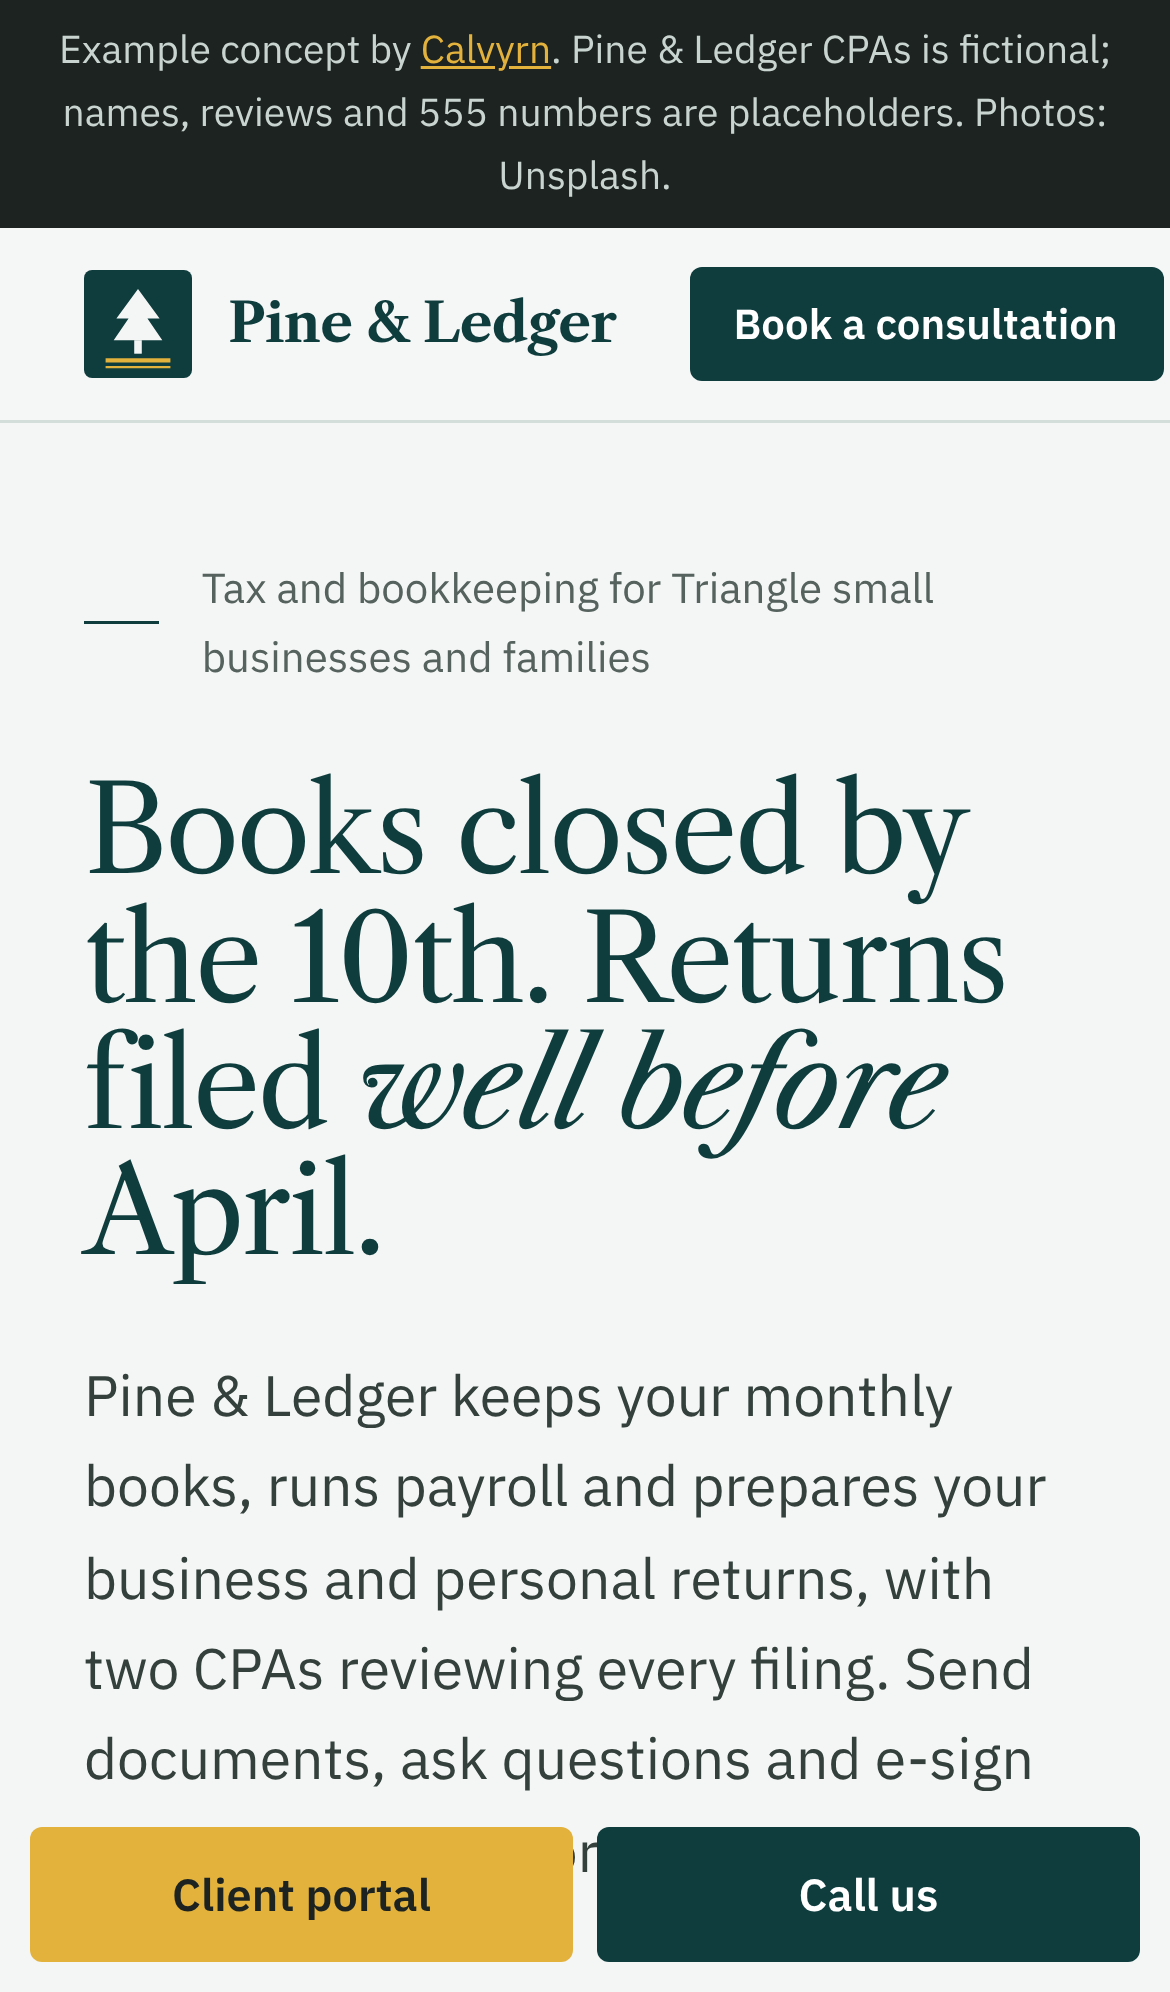 Example concept by Calvyrn. Pine & Ledger CPAs is fictional;
names, reviews and 555 numbers are placeholders. Photos:
Unsplash.
Pine & Ledger
Book a consultation
Tax and bookkeeping for Triangle small
businesses and families
Books closed by
the 10th. Returns
filed well before
April.
Pine & Ledger keeps your monthly
books, runs payroll and prepares your
business and personal returns, with
two CPAs reviewing every filing. Send
documents, ask questions and e-sign
Client portal
Call us